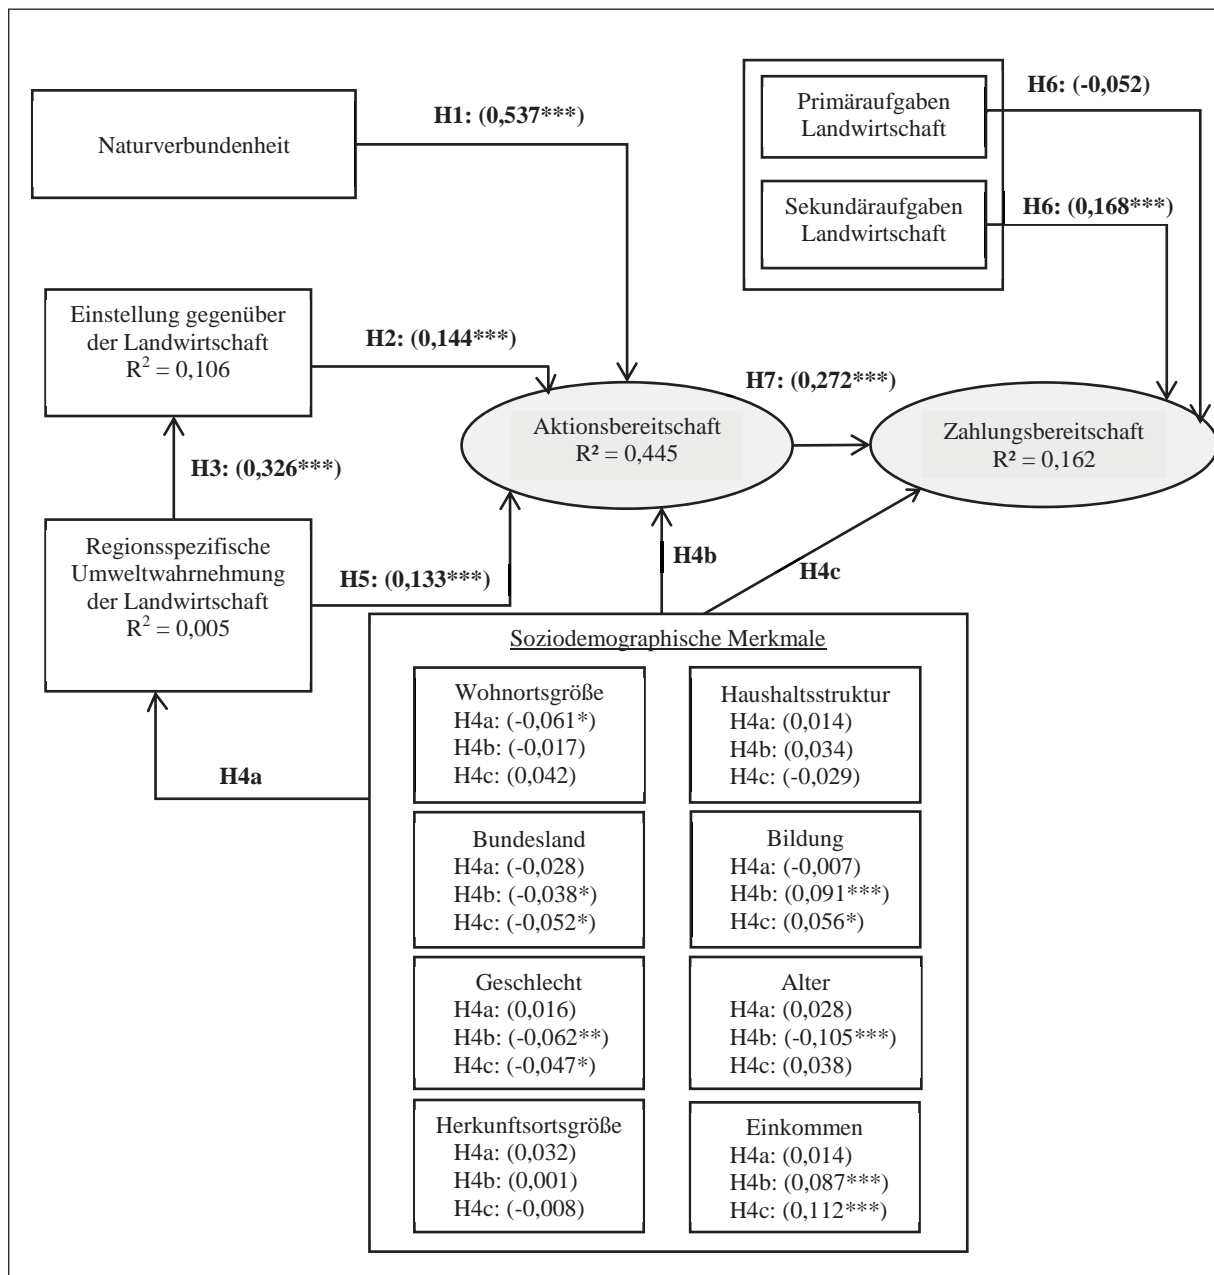 H1: (0,537***)
Naturverbundenheit
Primäraufgaben
Landwirtschaft
H6: (-0,052)
Sekundäraufgaben
Landwirtschaft
H6: (0,168***)
Einstellung gegenüber
der Landwirtschaft
R² = 0,106
H2: (0,144***)
H3: (0,326***)
Aktionsbereitschaft
R² = 0,445
H7: (0,272***)
Zahlungsbereitschaft
R² = 0,162
Regionsspezifische
Umweltwahrnehmung
der Landwirtschaft
R² = 0,005
H5: (0,133***)
H4b
H4c
H4a
Soziodemographische Merkmale
Wohnortsgröße
H4a: (-0,061*)
H4b: (-0,017)
H4c: (0,042)
Haushaltsstruktur
H4a: (0,014)
H4b: (0,034)
H4c: (-0,029)
Bundesland
H4a: (-0,028)
H4b: (-0,038*)
H4c: (-0,052*)
Bildung
H4a: (-0,007)
H4b: (0,091***)
H4c: (0,056*)
Geschlecht
H4a: (0,016)
H4b: (-0,062**)
H4c: (-0,047*)
Alter
H4a: (0,028)
H4b: (-0,105***)
H4c: (0,038)
Herkunftsortsgröße
H4a: (0,032)
H4b: (0,001)
H4c: (-0,008)
Einkommen
H4a: (0,014)
H4b: (0,087***)
H4c: (0,112***)